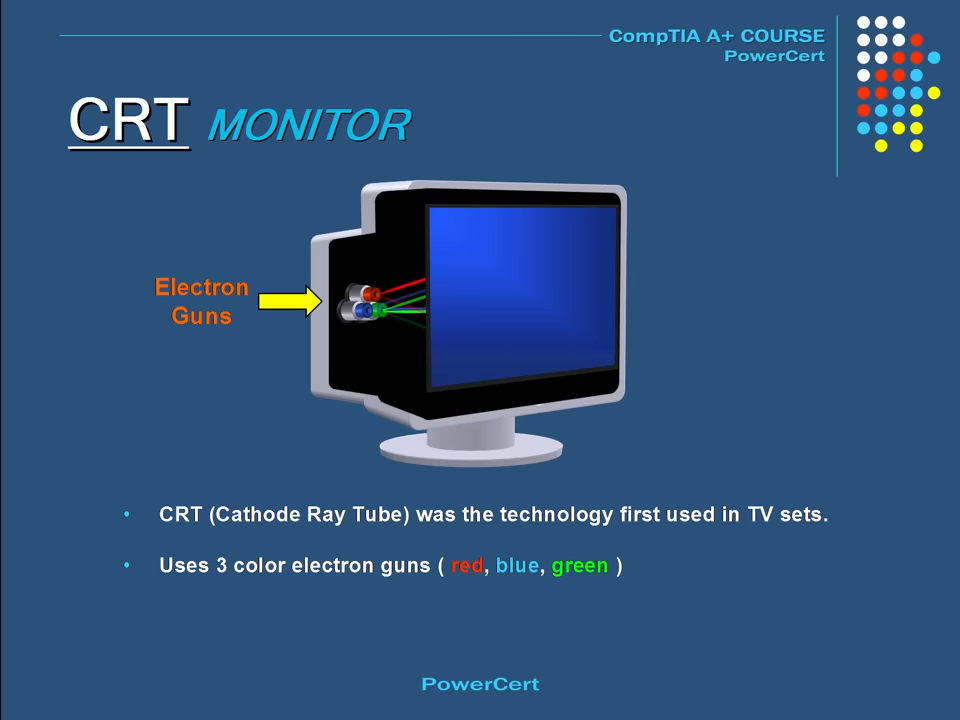 CompTIA A+ COURSE
PowerCert
CRT MONITOR
Electron
Guns
• CRT (Cathode Ray Tube) was the technology first used in TV sets.
• Uses 3 color electron guns ( red, blue, green )
PowerCert